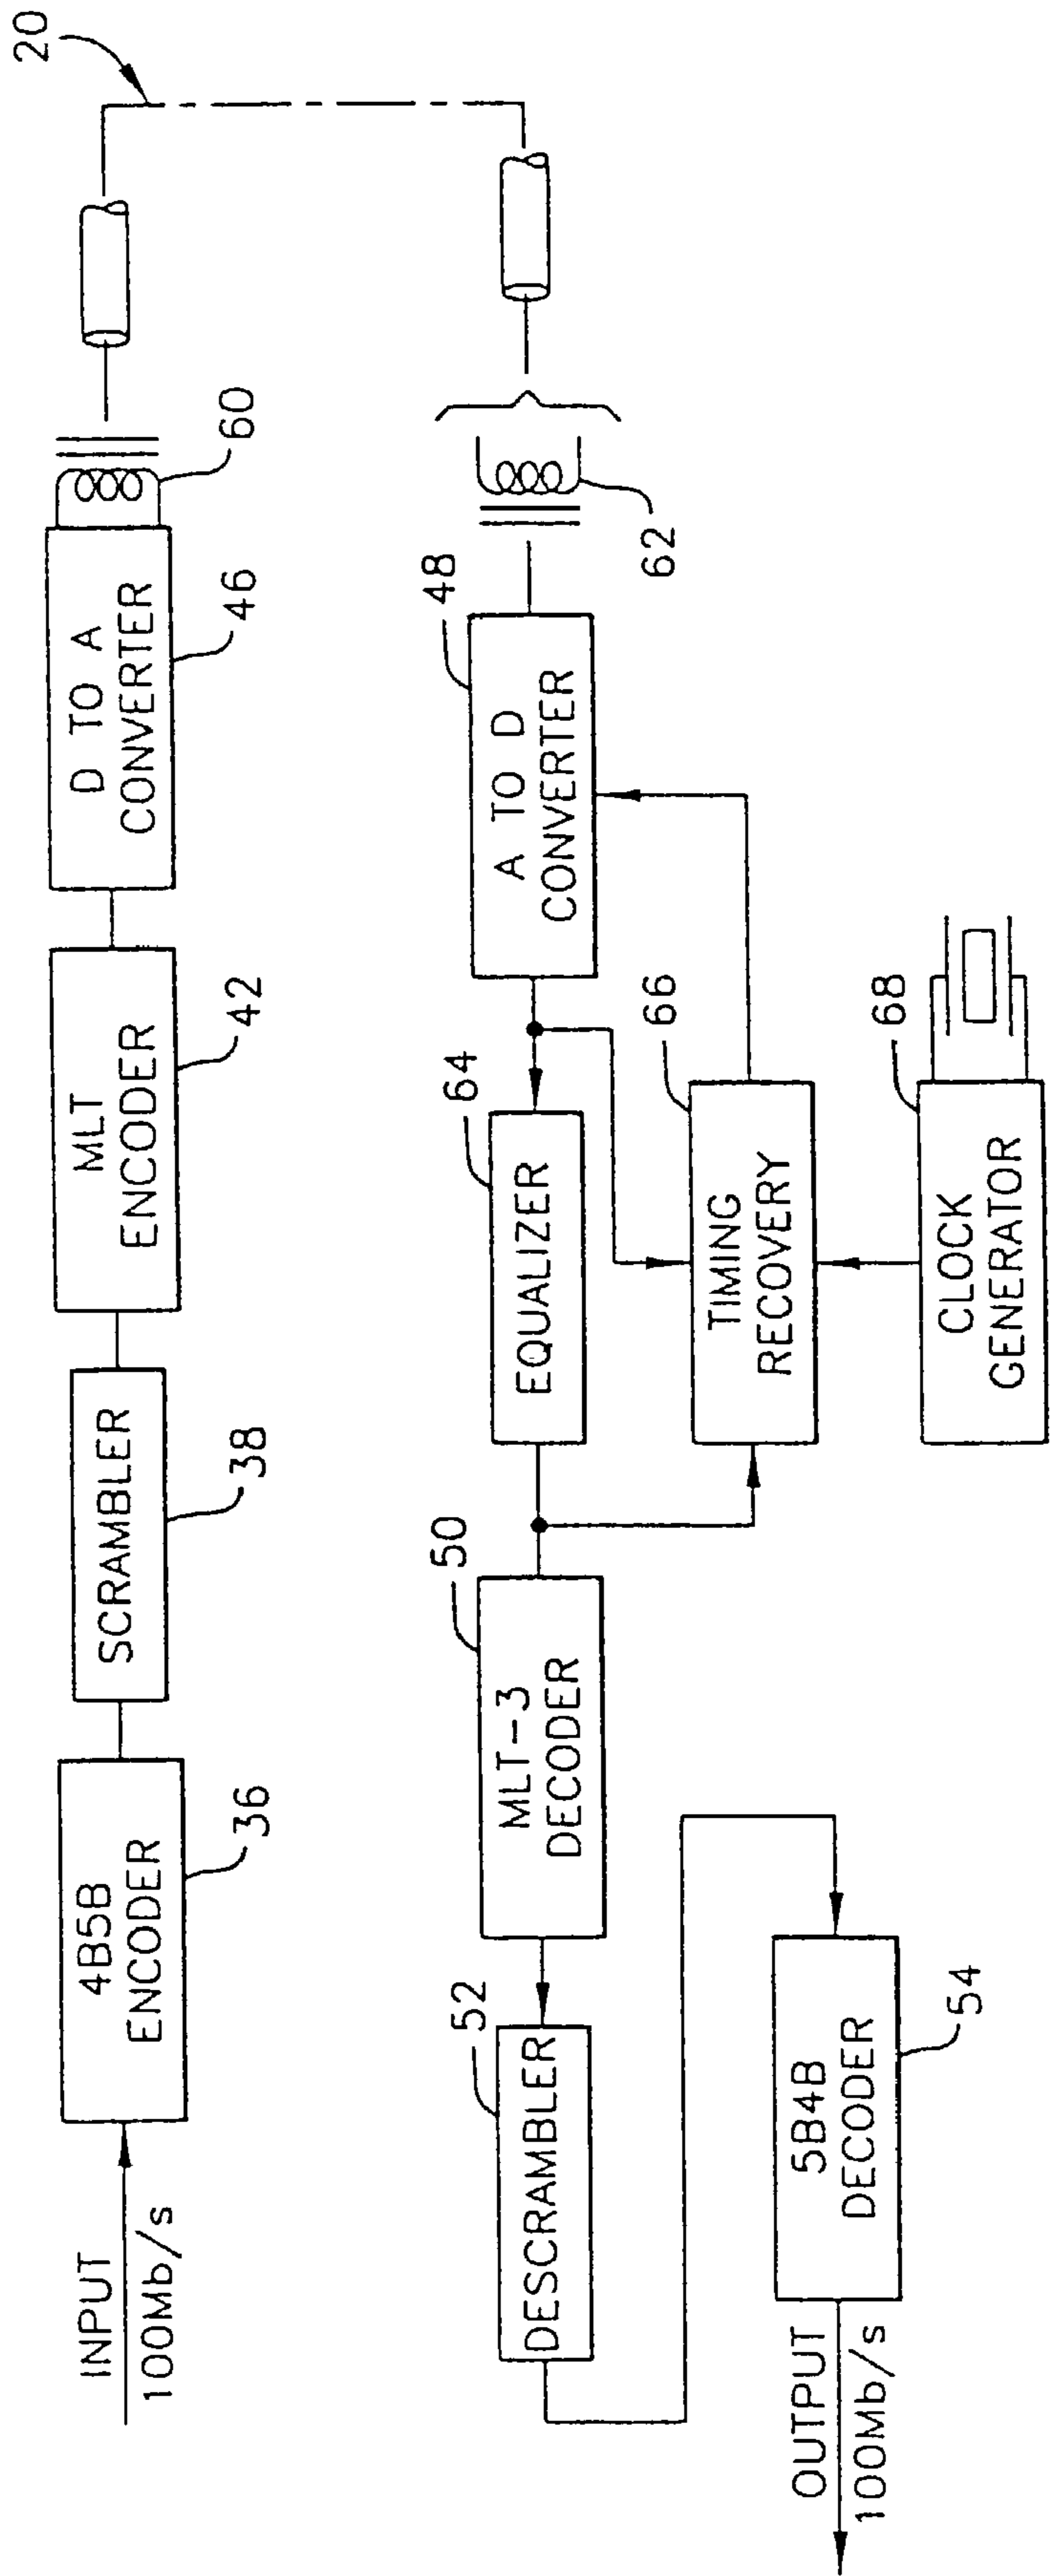 INPUT
100Mb/s
4B5B
ENCODER
36
SCRAMBLER
38
MLT
ENCODER
42
D TO A
CONVERTER
46
60
20
62
48
A TO D
CONVERTER
64
EQUALIZER
66
TIMING
RECOVERY
68
CLOCK
GENERATOR
50
MLT-3
DECODER
52
DESCRAMBLER
5B4B
DECODER
54
OUTPUT
100Mb/s